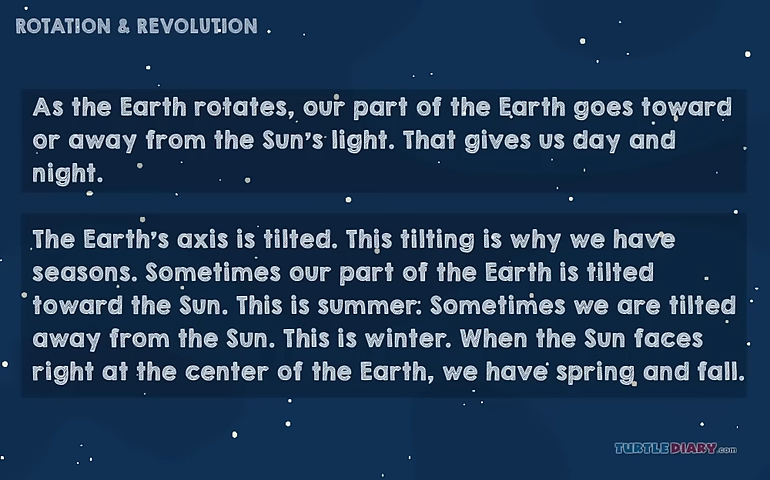 ROTATION & REVOLUTION
As the Earth rotates, our part of the Earth goes toward
or away from the Sun's light. That gives us day and
night.
The Earth's axis is tilted. This tilting is why we have
seasons. Sometimes our part of the Earth is tilted
toward the Sun. This is summer. Sometimes we are tilted
away from the Sun. This is winter. When the Sun faces
right at the center of the Earth, we have spring and fall.
TURTLEDIARY.com